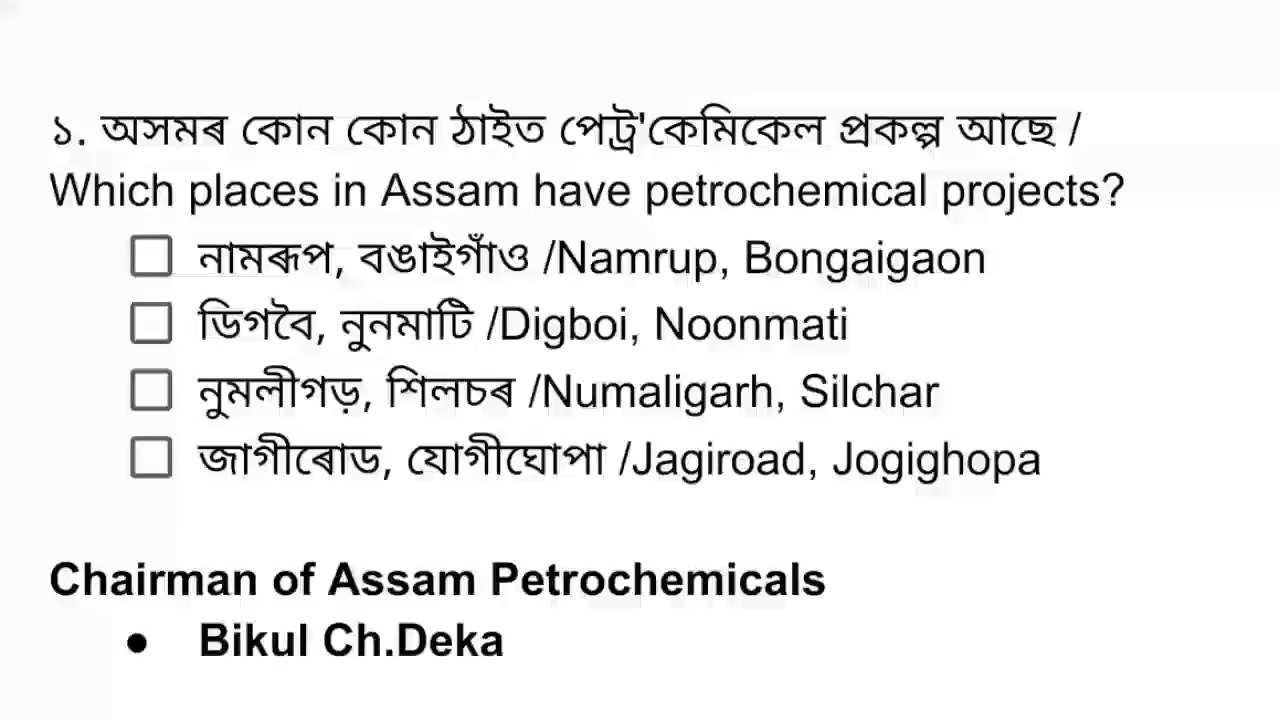 ১. অসমৰ কোন কোন ঠাইত পেট্ৰ'কেমিকেল প্ৰকল্প আছে /
Which places in Assam have petrochemical projects?
☐ নামৰূপ, বঙাইগাঁও /Namrup, Bongaigaon
☐ ডিগবৈ, নুনমাটি /Digboi, Noonmati
☐ নুমলীগড়, শিলচৰ /Numaligarh, Silchar
☐ জাগীৰোড, যোগীঘোপা /Jagiroad, Jogighopa
Chairman of Assam Petrochemicals
● Bikul Ch.Deka